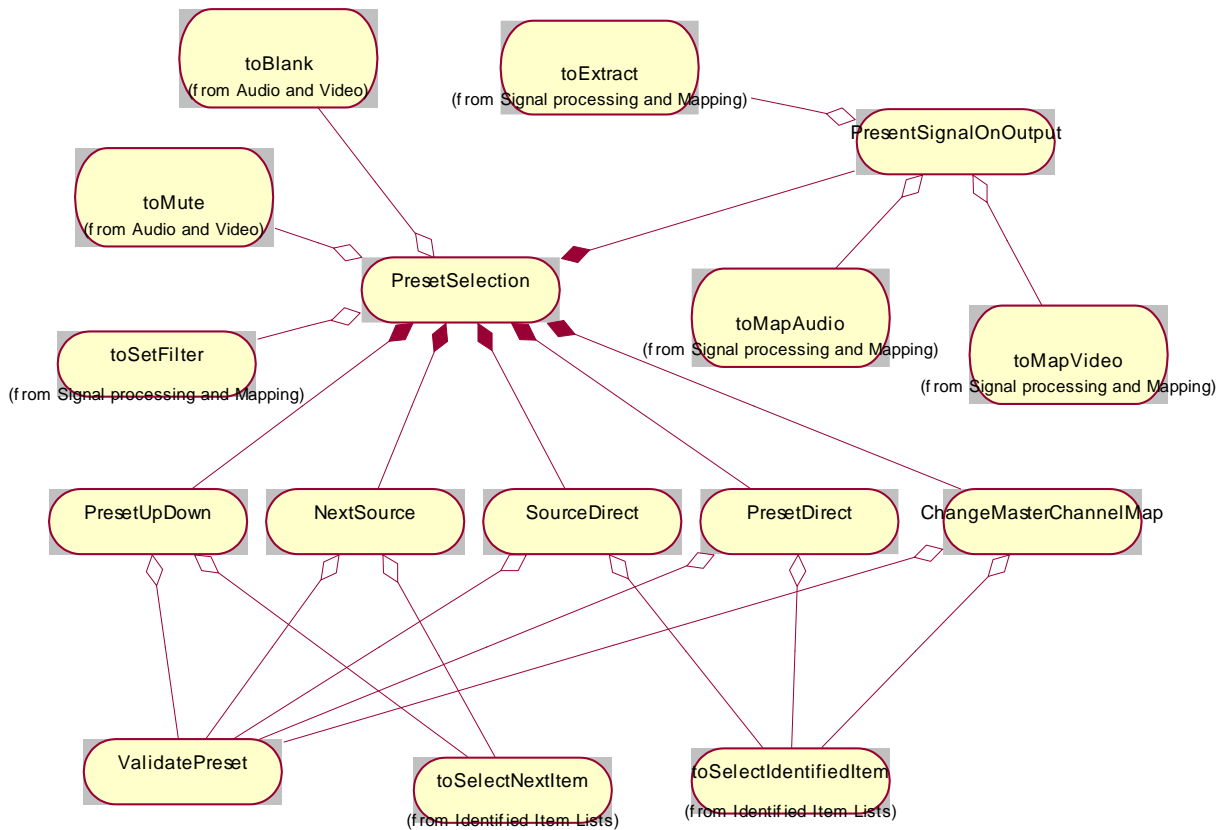 toBlank
(from Audio and Video)
toExtract
(from Signal processing and Mapping)
PresentSignalOnOutput
toMute
(from Audio and Video)
PresetSelection
toMapAudio
(from Signal processing and Mapping)
toMapVideo
(from Signal processing and Mapping)
toSetFilter
(from Signal processing and Mapping)
PresetUpDown
NextSource
SourceDirect
PresetDirect
ChangeMasterChannelMap
ValidatePreset
toSelectNextItem
(from Identified Item Lists)
toSelectIdentifiedItem
(from Identified Item Lists)